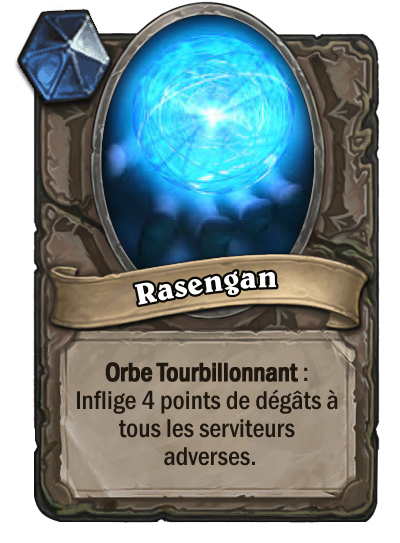 Rasengan
Orbe Tourbillonnant :
Inflige 4 points de dégâts à
tous les serviteurs
adverses.